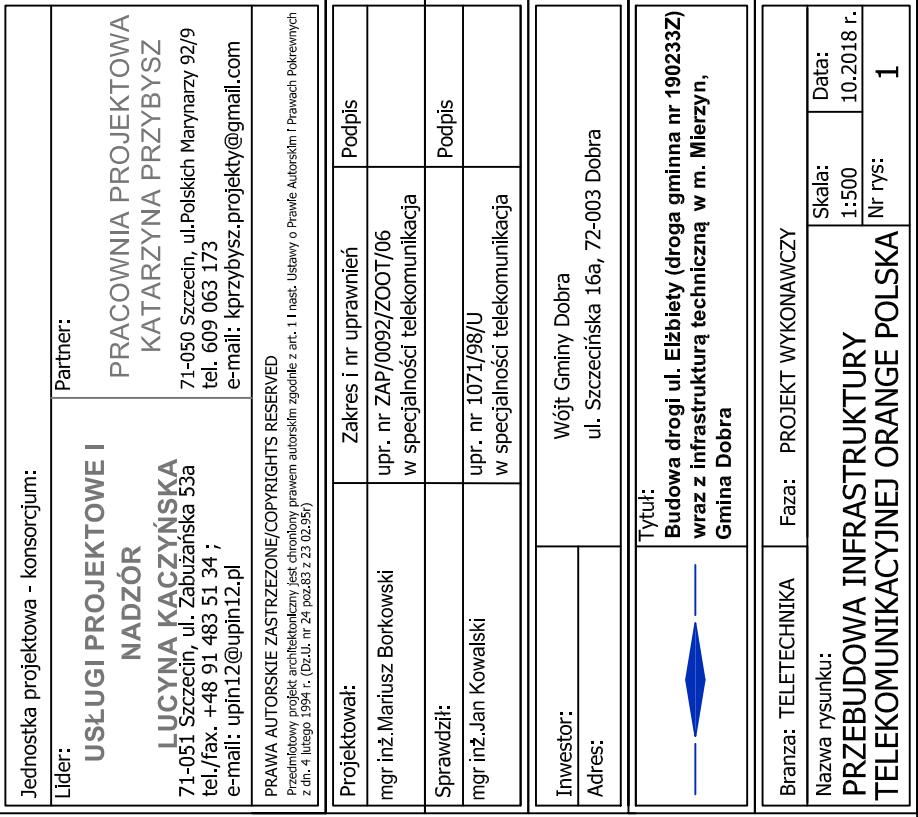 Jednostka projektowa - konsorcjum:
Lider:
USŁUGI PROJEKTOWE I
NADZÓR
LUCYNA KACZYŃSKA
71-051 Szczecin, ul. Zabużańska 53a
tel./fax. +48 91 483 51 34 ;
e-mail: upin12@upin12.pl
Partner:
PRACOWNIA PROJEKTOWA
KATARZYNA PRZYBYSZ
71-050 Szczecin, ul.Polskich Marynarzy 92/9
tel. 609 063 173
e-mail: kprzybysz.projekty@gmail.com
PRAWA AUTORSKIE ZASTRZEZONE/COPYRIGHTS RESERVED
Przedmiotowy projekt architektoniczny jest chroniony prawem autorskim zgodnie z art. 1 i nast. Ustawy o Prawie Autorskim i Prawach Pokrewnych
z dn. 4 lutego 1994 r. (Dz.U. nr 24 poz.83 z 23 02.95r)
Projektował:
Zakres i nr uprawnień
Podpis
mgr inż.Mariusz Borkowski
upr. nr ZAP/0092/ZOOT/06
w specjalności telekomunikacja
Sprawdził:
Podpis
mgr inż.Jan Kowalski
upr. nr 1071/98/U
w specjalności telekomunikacja
Inwestor:
Wójt Gminy Dobra
Adres:
ul. Szczecińska 16a, 72-003 Dobra
Tytuł:
Budowa drogi ul. Elżbiety (droga gminna nr 190233Z)
wraz z infrastrukturą techniczną w m. Mierzyn,
Gmina Dobra
Branza: TELETECHNIKA
Faza: PROJEKT WYKONAWCZY
Nazwa rysunku:
PRZEBUDOWA INFRASTRUKTURY
TELEKOMUNIKACYJNEJ ORANGE POLSKA
Skala:
1:500
Data:
10.2018 r.
Nr rys:
1